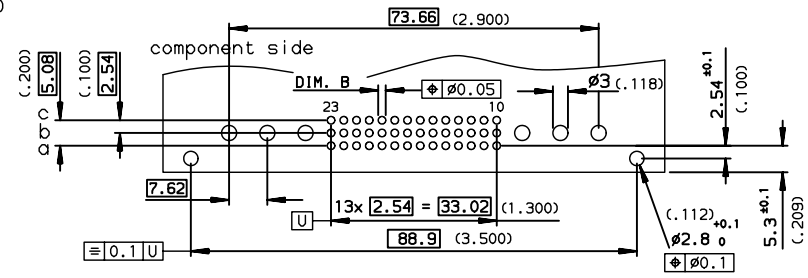 73.66 (2.900)
component side
(.200)
5.08
(.100)
2.54
DIM. B
⌖ ø0.05
ø3 (.118)
2.54 ±0.1
(.100)
23
10
c
b
a
7.62
13x 2.54 = 33.02 (1.300)
U
88.9 (3.500)
⌯ 0.1 U
(.112)
ø2.8 +0.1 0
⌖ ø0.1
5.3 ±0.1
(.209)